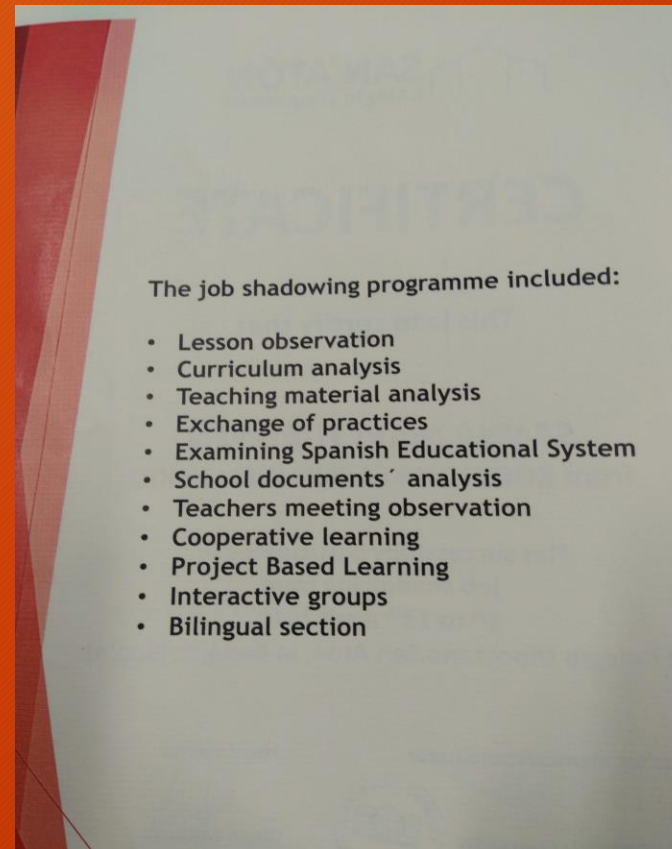 The job shadowing programme included:
• Lesson observation
• Curriculum analysis
• Teaching material analysis
• Exchange of practices
• Examining Spanish Educational System
• School documents´ analysis
• Teachers meeting observation
• Cooperative learning
• Project Based Learning
• Interactive groups
• Bilingual section